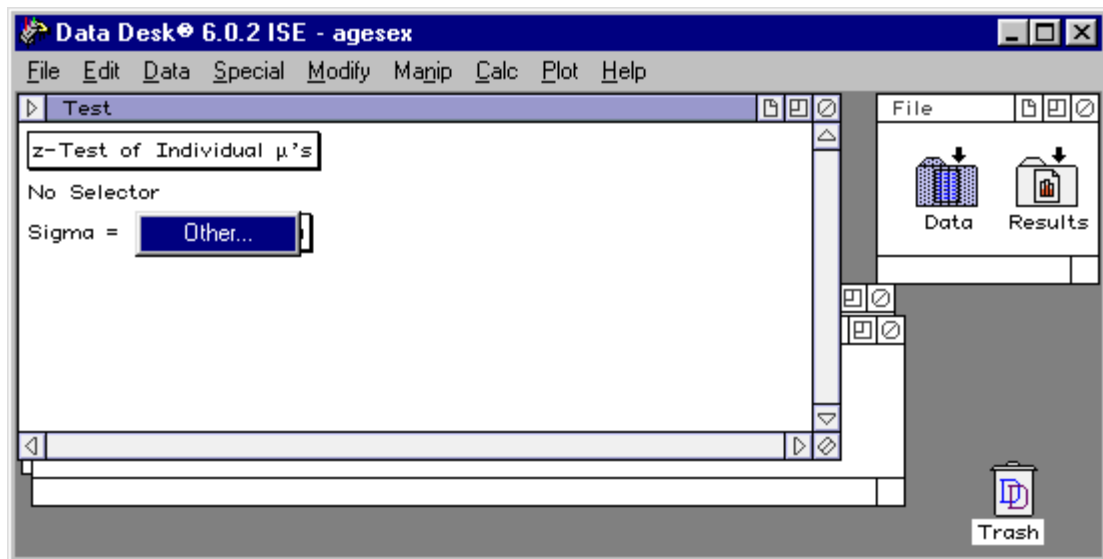 Data Desk® 6.0.2 ISE - agesex
File Edit Data Special Modify Manip Calc Plot Help
Test
File
z-Test of Individual μ's
No Selector
Sigma =
Other...
Data
Results
Trash